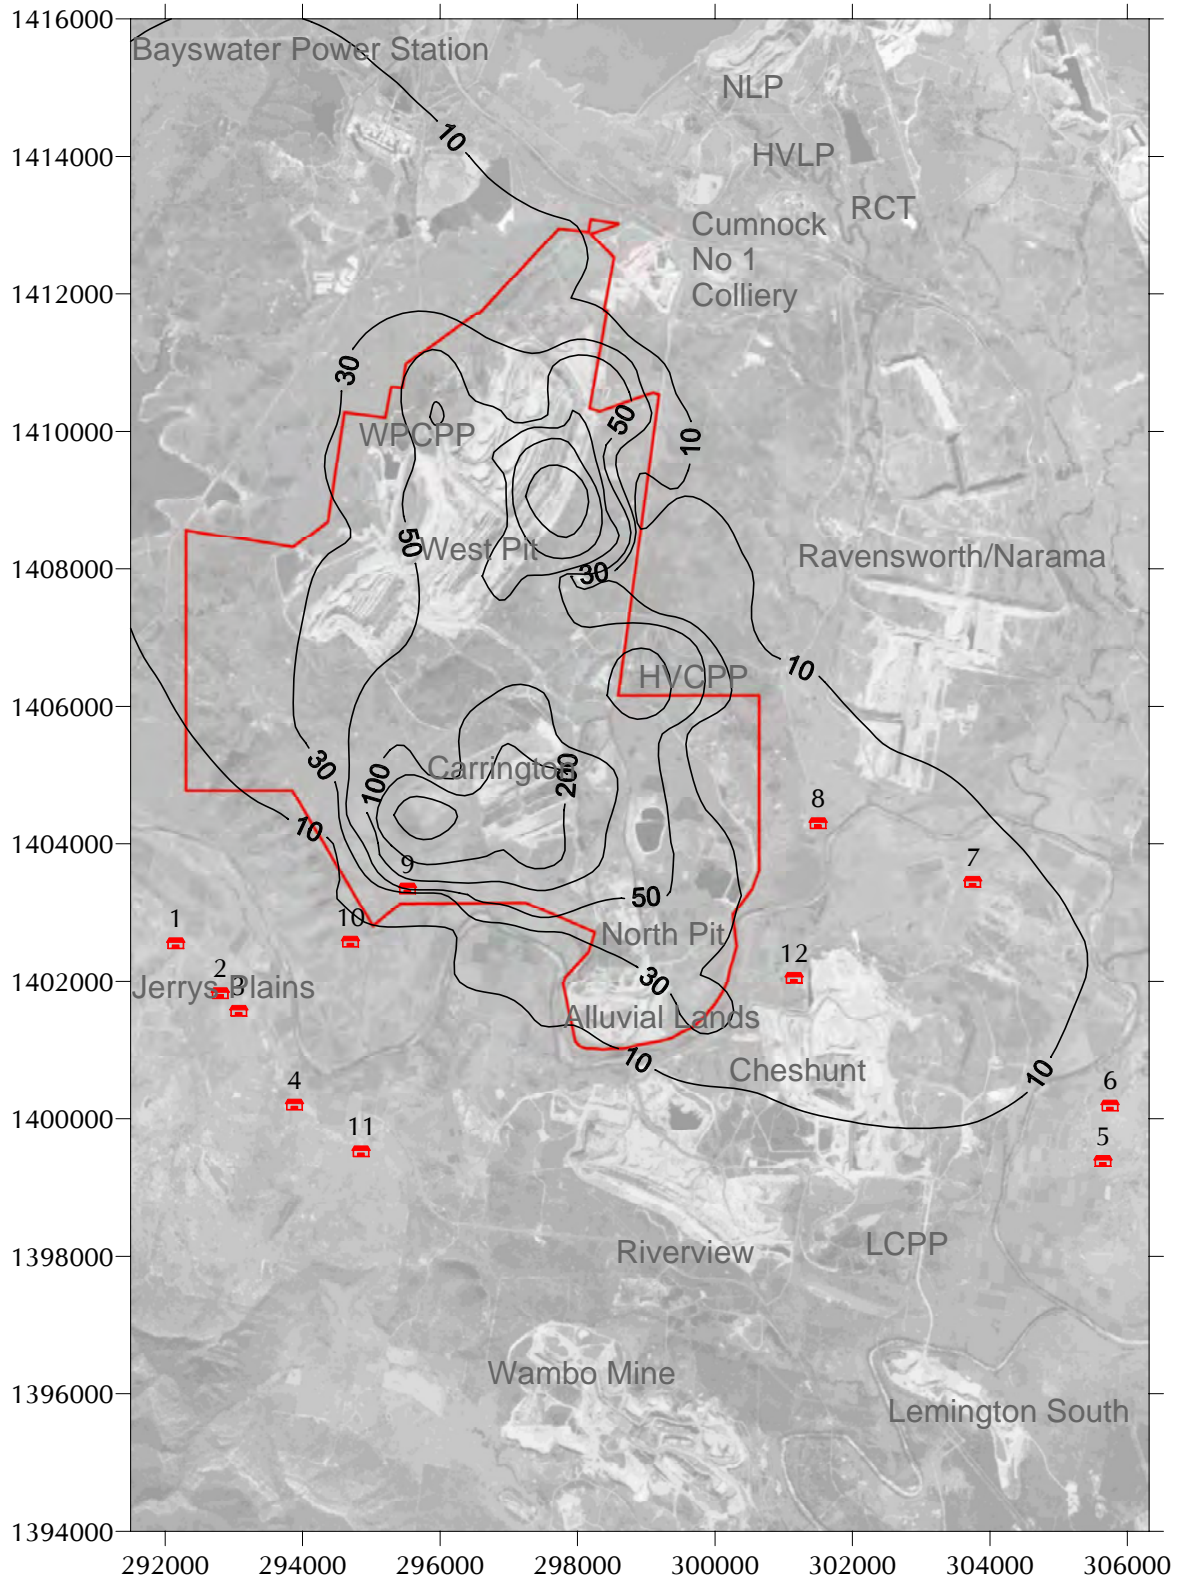 1416000
Bayswater Power Station
NLP
10
1414000
HVLP
RCT
Cumnock
No 1
Colliery
1412000
30
50
10
1410000
WPCPP
50
West Pit
Ravensworth/Narama
1408000
30
10
HVCPP
1406000
30
100
Carrington
200
8
10
1404000
9
7
50
1
10
North Pit
12
2
3
1402000
Jerrys Plains
30
Alluvial Lands
10
Cheshunt
10
4
6
1400000
11
5
Riverview
LCPP
1398000
Wambo Mine
1396000
Lemington South
1394000
292000 294000 296000 298000 300000 302000 304000 306000